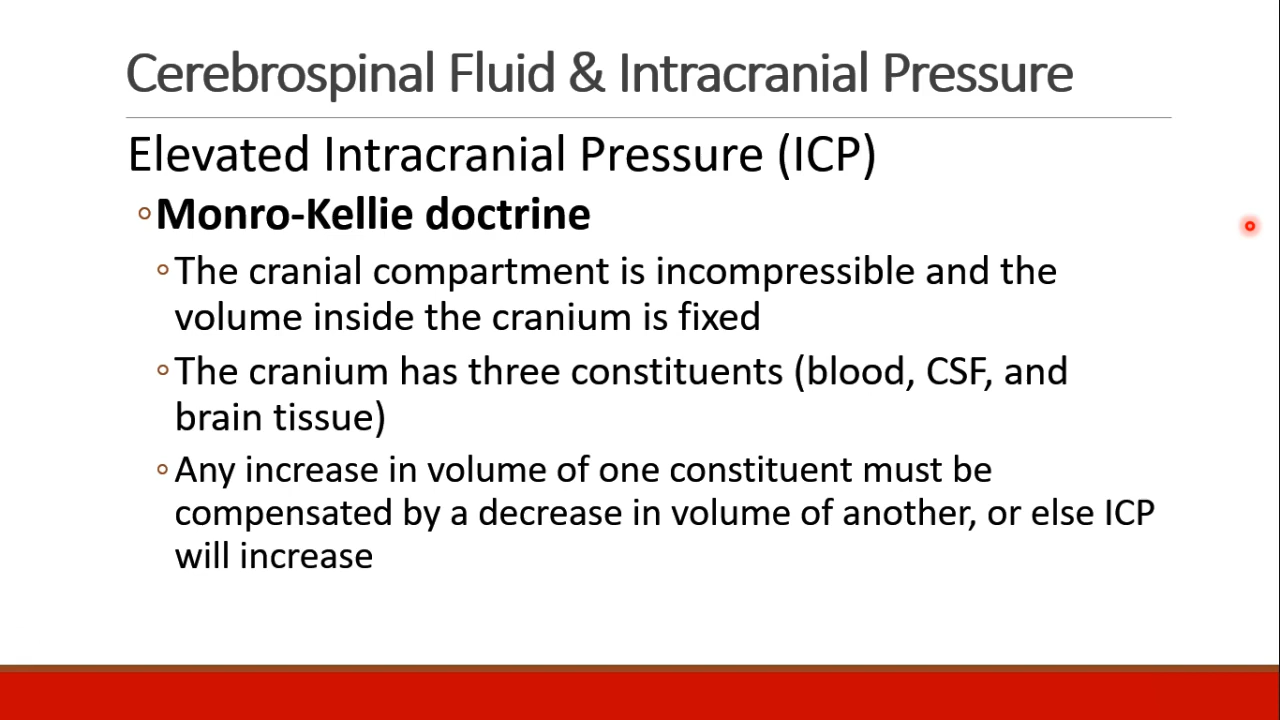 Cerebrospinal Fluid & Intracranial Pressure
Elevated Intracranial Pressure (ICP)
◦Monro-Kellie doctrine
◦The cranial compartment is incompressible and the
volume inside the cranium is fixed
◦The cranium has three constituents (blood, CSF, and
brain tissue)
◦Any increase in volume of one constituent must be
compensated by a decrease in volume of another, or else ICP
will increase